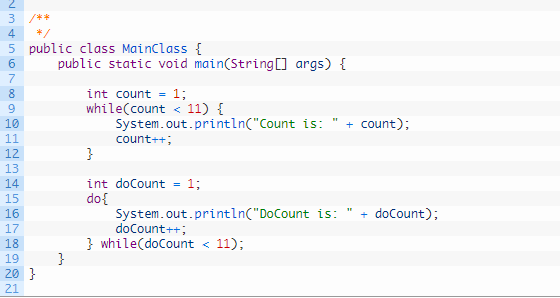 2
3 /**
4  */
5 public class MainClass {
6     public static void main(String[] args) {
7
8         int count = 1;
9         while(count < 11) {
10             System.out.println("Count is: " + count);
11             count++;
12         }
13
14         int doCount = 1;
15         do{
16             System.out.println("DoCount is: " + doCount);
17             doCount++;
18         } while(doCount < 11);
19     }
20 }
21